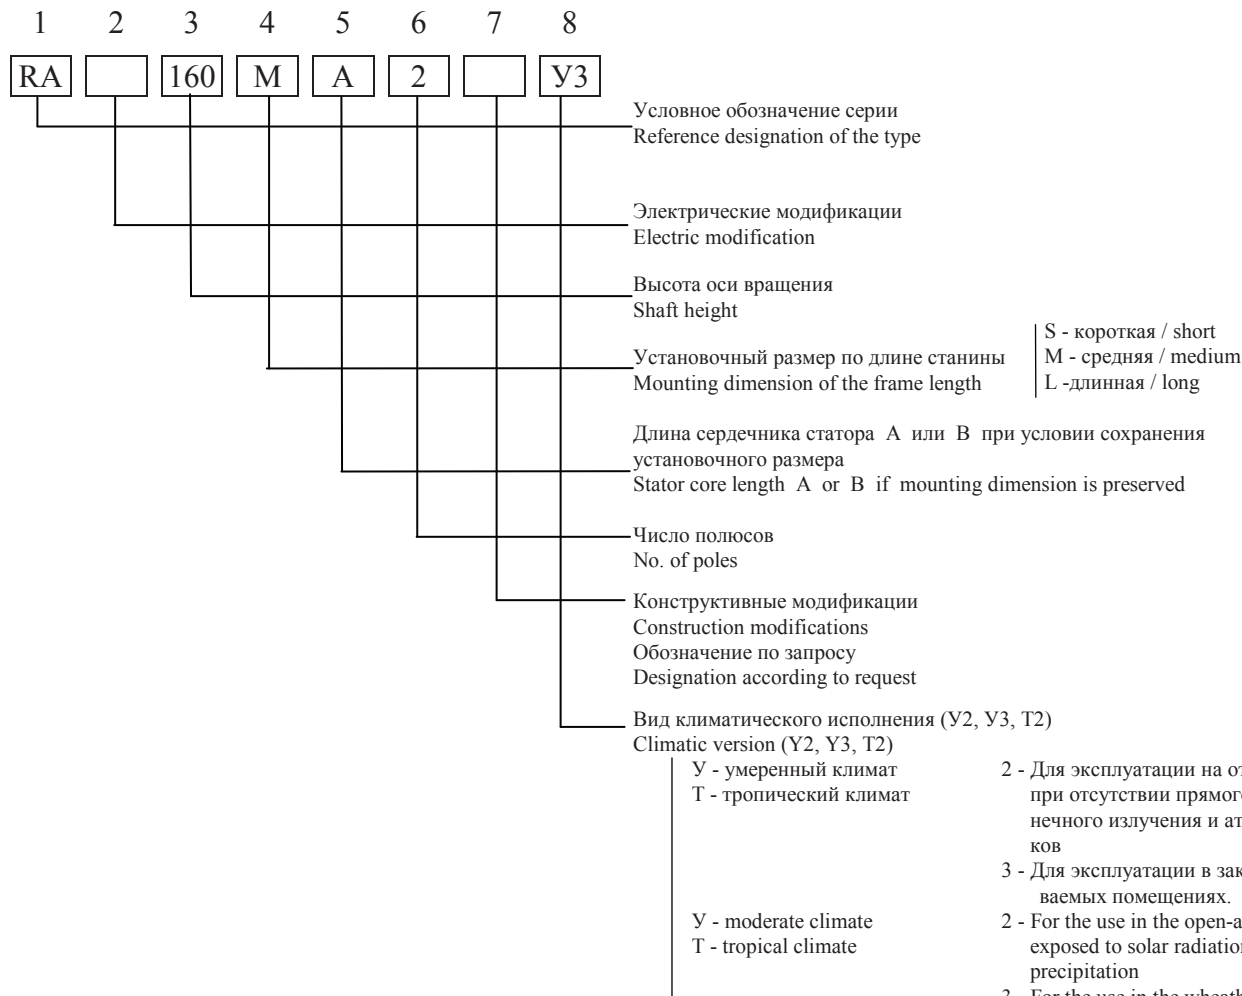 1 2 3 4 5 6 7 8
RA 160 M A 2 У3
Условное обозначение серии
Reference designation of the type
Электрические модификации
Electric modification
Высота оси вращения
Shaft height
Установочный размер по длине станины
Mounting dimension of the frame length
S - короткая / short
M - средняя / medium
L -длинная / long
Длина сердечника статора А или В при условии сохранения
установочного размера
Stator core length A or B if mounting dimension is preserved
Число полюсов
No. of poles
Конструктивные модификации
Construction modifications
Обозначение по запросу
Designation according to request
Вид климатического исполнения (У2, У3, Т2)
Climatic version (Y2, Y3, T2)
У - умеренный климат
Т - тропический климат
2 - Для эксплуатации на
при отсутствии
нечного излучения и
ков
3 - Для эксплуатации в
ваемых помещениях.
У - moderate climate
T - tropical climate
2 - For the use in the
exposed to solar
precipitation
3 - For the use in the